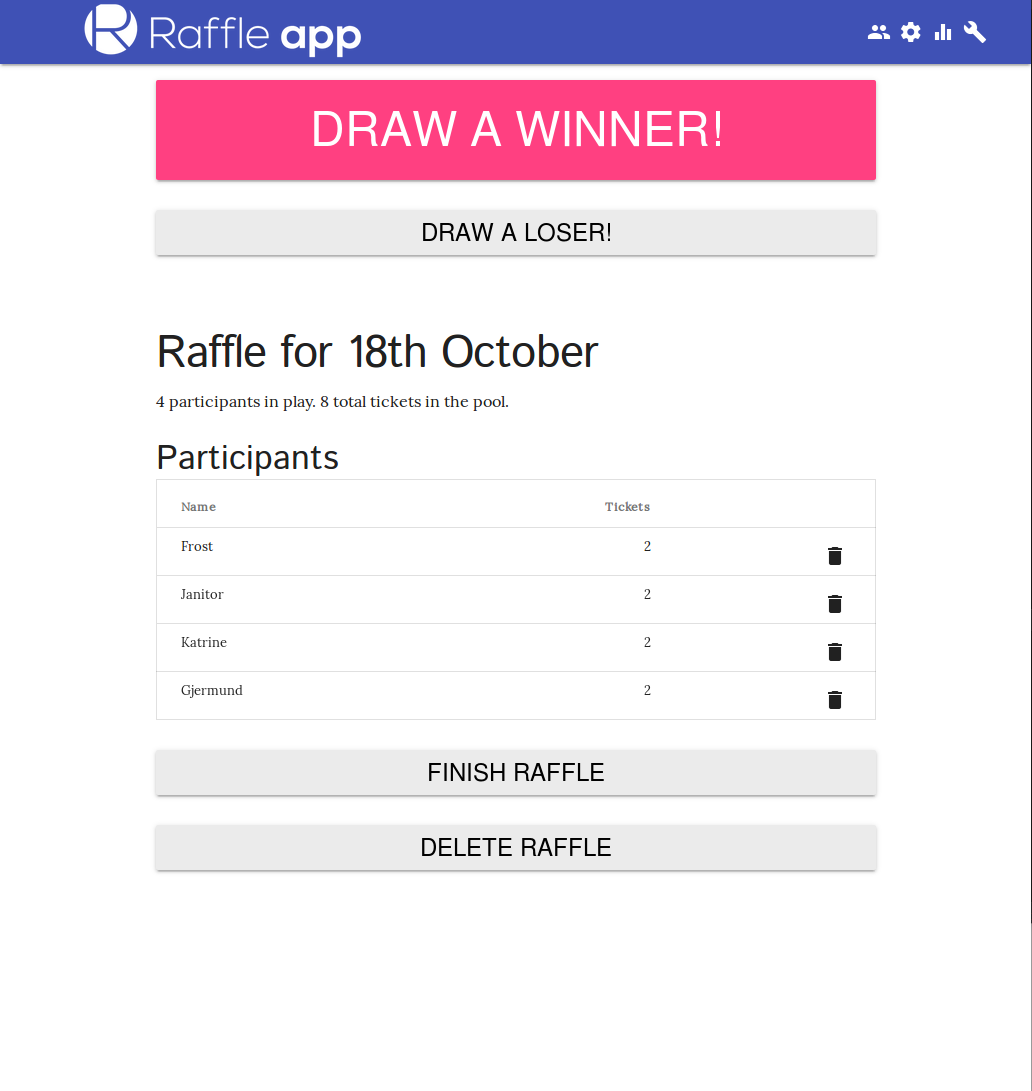 Raffle app
DRAW A WINNER!
DRAW A LOSER!
Raffle for 18th October
4 participants in play. 8 total tickets in the pool.
Participants
Name Tickets
Frost 2
Janitor 2
Katrine 2
Gjermund 2
FINISH RAFFLE
DELETE RAFFLE